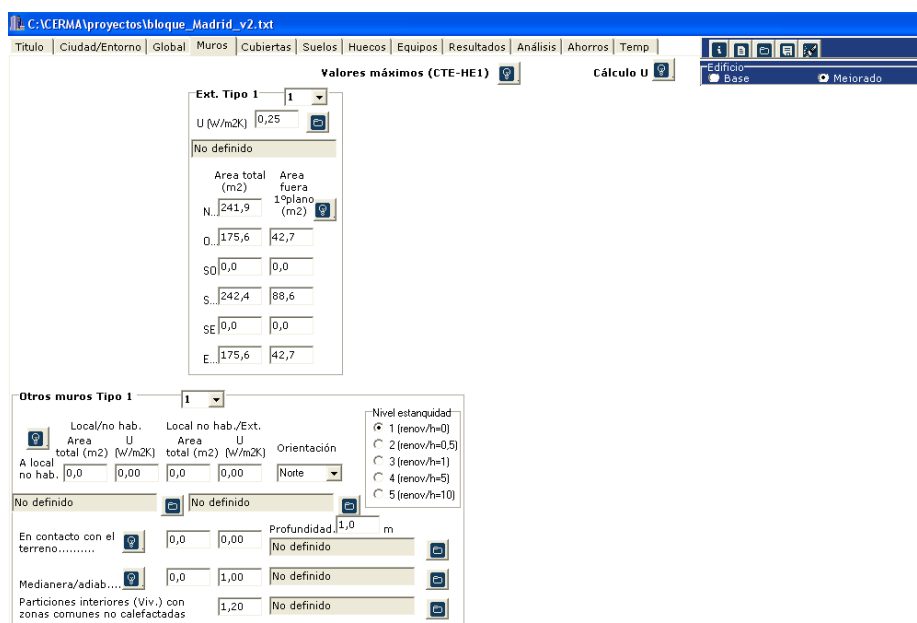 C:\CERMA\proyectos\bloque_Madrid_v2.txt
Titulo Ciudad/Entorno Global Muros Cubiertas Suelos Huecos Equipos Resultados Análisis Ahorros Temp
Edificio
Base Mejorado
Valores máximos (CTE-HE1) Cálculo U
Ext. Tipo 1 1
U (W/m2K) 0,25
No definido
Area total (m2) Area fuera 1ºplano (m2)
N... 241,9
O... 175,6 42,7
SO 0,0 0,0
S... 242,4 88,6
SE 0,0 0,0
E... 175,6 42,7
Otros muros Tipo 1 1
Local/no hab. Local no hab./Ext.
Area total (m2) U (W/m2K) Area total (m2) U (W/m2K) Orientación
A local no hab. 0,0 0,00 0,0 0,00 Norte
Nivel estanquidad
1 (renov/h=0)
2 (renov/h=0,5)
3 (renov/h=1)
4 (renov/h=5)
5 (renov/h=10)
No definido No definido
Profundidad. 1,0 m
En contacto con el terreno.......... 0,0 0,00 No definido
Medianera/adiab.... 0,0 1,00 No definido
Particiones interiores (Viv.) con zonas comunes no calefactadas 1,20 No definido